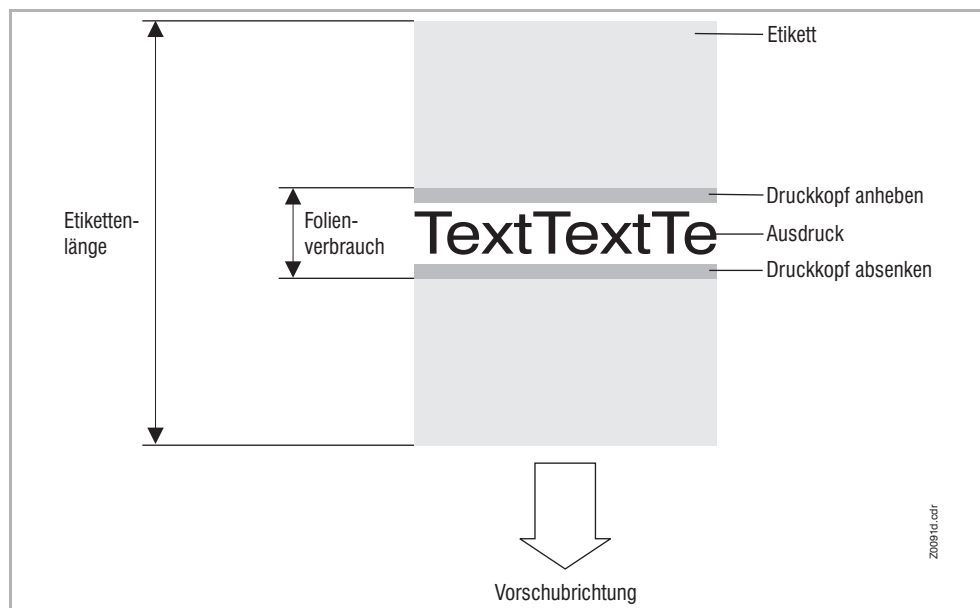 Etikett
Druckkopf anheben
Etiketten-
länge
Folien-
verbrauch
TextTextTe
Ausdruck
Druckkopf absenken
Vorschubrichtung
Z0091d.cdr